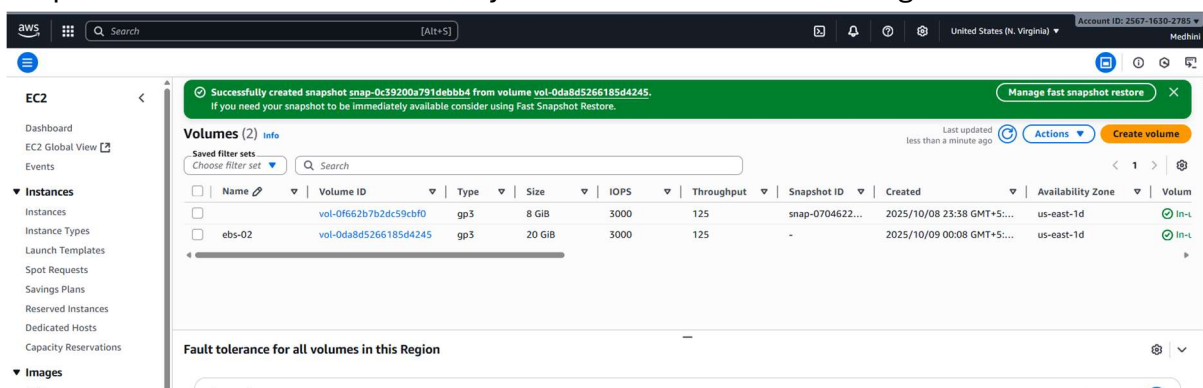 aws
Search
[Alt+S]
United States (N. Virginia)
Account ID: 2567-1630-2785
Medhini
EC2
Dashboard
EC2 Global View
Events
Instances
Instances
Instance Types
Launch Templates
Spot Requests
Savings Plans
Reserved Instances
Dedicated Hosts
Capacity Reservations
Images
Successfully created snapshot snap-0c39200a791debbb4 from volume vol-0da8d5266185d4245.
If you need your snapshot to be immediately available consider using Fast Snapshot Restore.
Manage fast snapshot restore
Volumes (2) Info
Last updated
less than a minute ago
Actions
Create volume
Saved filter sets
Choose filter set
Search
1
Name Volume ID Type Size IOPS Throughput Snapshot ID Created Availability Zone Volum
vol-0f662b7b2dc59cbf0 gp3 8 GiB 3000 125 snap-0704622... 2025/10/08 23:38 GMT+5:... us-east-1d In-u
ebs-02 vol-0da8d5266185d4245 gp3 20 GiB 3000 125 - 2025/10/09 00:08 GMT+5:... us-east-1d In-u
Fault tolerance for all volumes in this Region